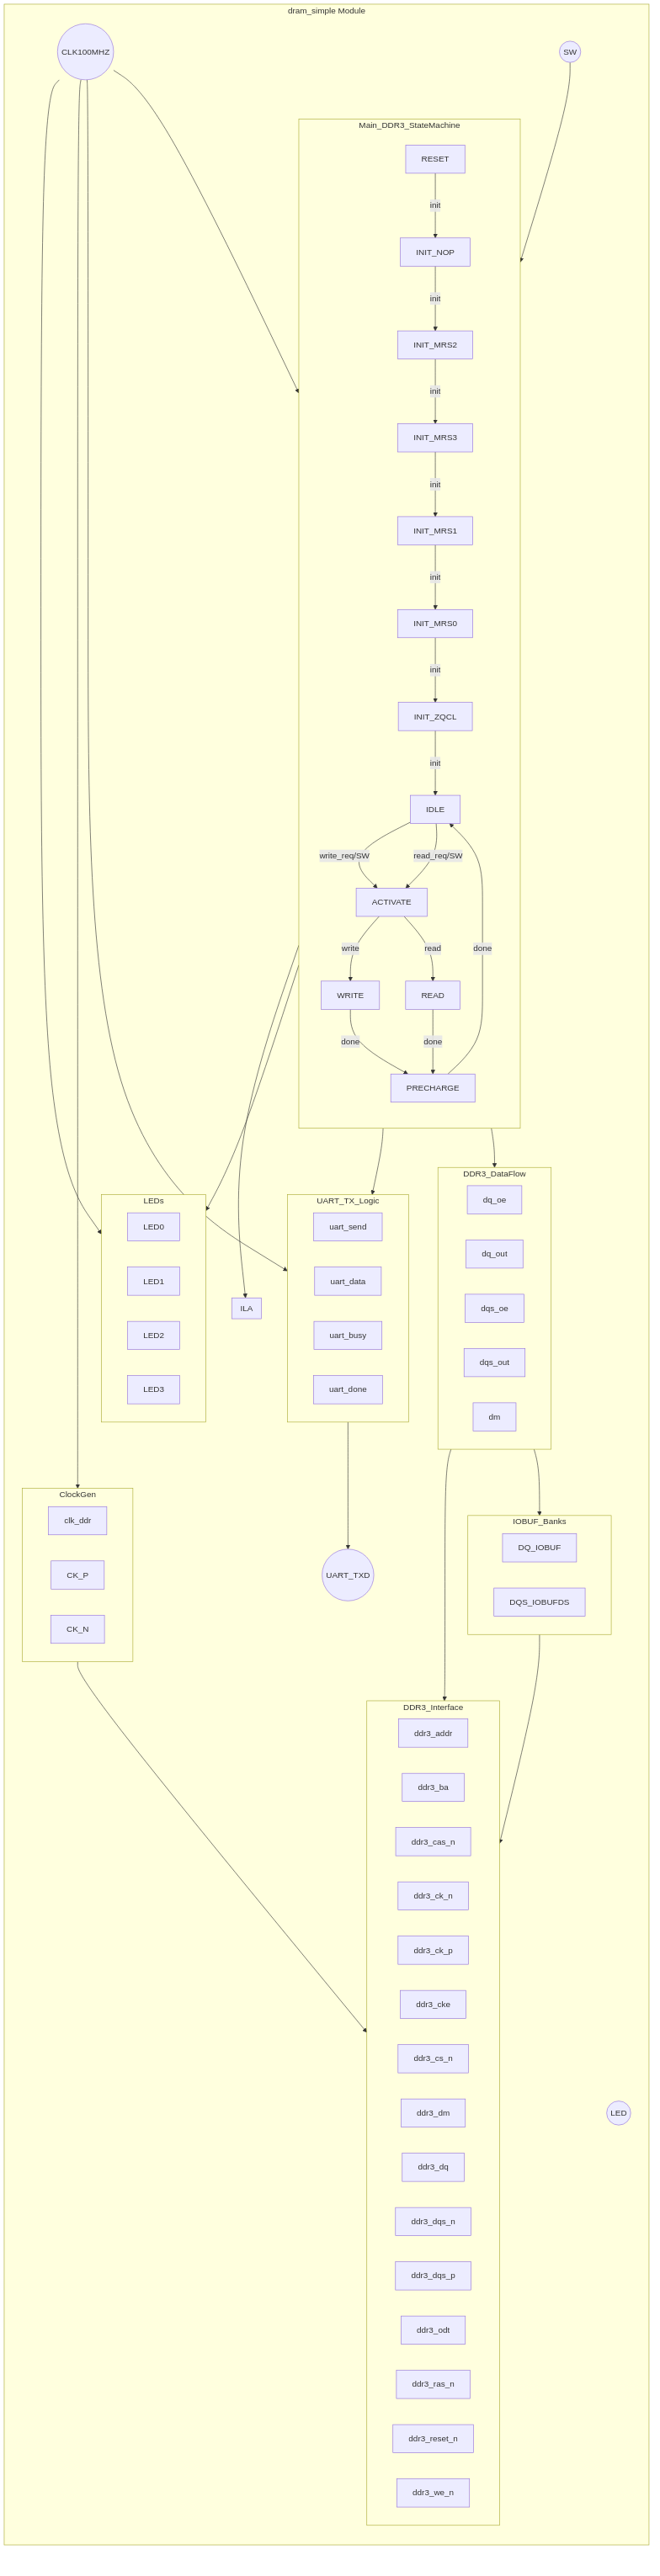 dram_simple Module
CLK100MHZ
SW
Main_DDR3_StateMachine
RESET
init
INIT_NOP
init
INIT_MRS2
init
INIT_MRS3
init
INIT_MRS1
init
INIT_MRS0
init
INIT_ZQCL
init
IDLE
write_req/SW
read_req/SW
ACTIVATE
write
read
done
WRITE
READ
done
done
PRECHARGE
DDR3_DataFlow
dq_oe
dq_out
dqs_oe
dqs_out
dm
LEDs
LED0
LED1
LED2
LED3
ILA
UART_TX_Logic
uart_send
uart_data
uart_busy
uart_done
ClockGen
clk_ddr
CK_P
CK_N
UART_TXD
IOBUF_Banks
DQ_IOBUF
DQS_IOBUFDS
DDR3_Interface
ddr3_addr
ddr3_ba
ddr3_cas_n
ddr3_ck_n
ddr3_ck_p
ddr3_cke
ddr3_cs_n
ddr3_dm
LED
ddr3_dq
ddr3_dqs_n
ddr3_dqs_p
ddr3_odt
ddr3_ras_n
ddr3_reset_n
ddr3_we_n